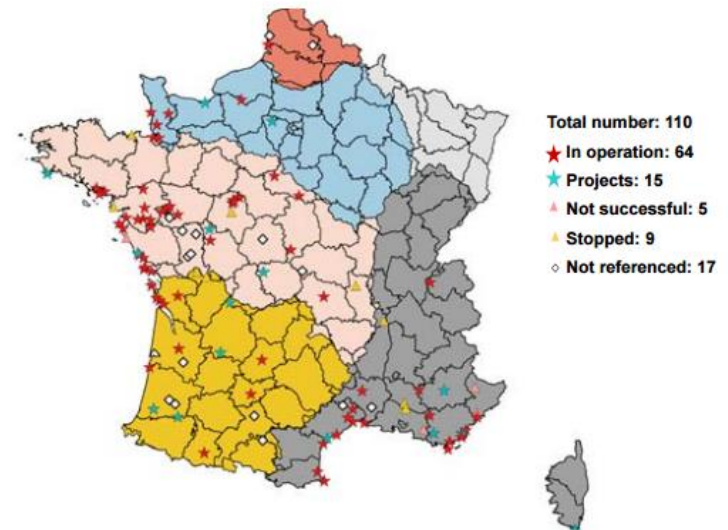 Total number: 110
In operation: 64
Projects: 15
Not successful: 5
Stopped: 9
Not referenced: 17